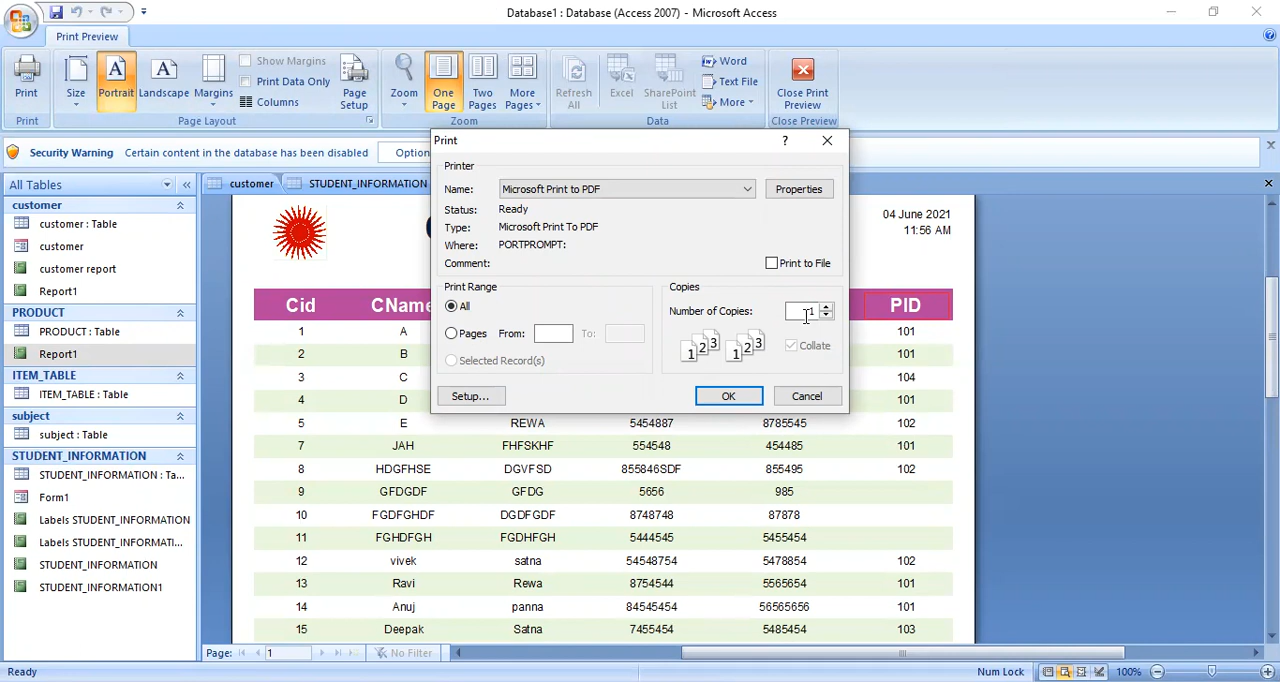 Database1 : Database (Access 2007) - Microsoft Access
Print Preview
Print
Size
Portrait
Landscape
Margins
Show Margins
Print Data Only
Columns
Page Setup
Zoom
One Page
Two Pages
More Pages
Refresh All
Excel
SharePoint List
Word
Text File
More
Close Print Preview
Print
Page Layout
Zoom
Data
Close Preview
Security Warning Certain content in the database has been disabled
All Tables
customer
customer : Table
customer
customer report
Report1
PRODUCT
PRODUCT : Table
Report1
ITEM_TABLE
ITEM_TABLE : Table
subject
subject : Table
STUDENT_INFORMATION
STUDENT_INFORMATION : Ta...
Form1
Labels STUDENT_INFORMATION
Labels STUDENT_INFORMATI...
STUDENT_INFORMATION
STUDENT_INFORMATION1
customer STUDENT_INFORMATION
04 June 2021
11:56 AM
Print
Printer
Name: Microsoft Print to PDF Properties
Status: Ready
Type: Microsoft Print To PDF
Where: PORTPROMPT:
Comment: Print to File
Print Range
All
Pages From: To:
Selected Record(s)
Copies
Number of Copies: 1
1 2 3 1 2 3
Collate
Setup... OK Cancel
Cid CName PID
1 A 101
2 B 101
3 C 104
4 D 101
5 E REWA 5454887 8785545 102
7 JAH FHFSKHF 554548 454485 101
8 HDGFHSE DGVFSD 855846SDF 855495 102
9 GFDGDF GFDG 5656 985
10 FGDFGHDF DGFDGF 8748748 87878
11 FGHDFGH FGDHFGH 5444545 5455454
12 vivek satna 54548754 5478854 102
13 Ravi Rewa 8754544 5565654 101
14 Anuj panna 84545454 56565656 101
15 Deepak Satna 7455454 5485454 103
Page: 1 No Filter
Ready Num Lock 100%